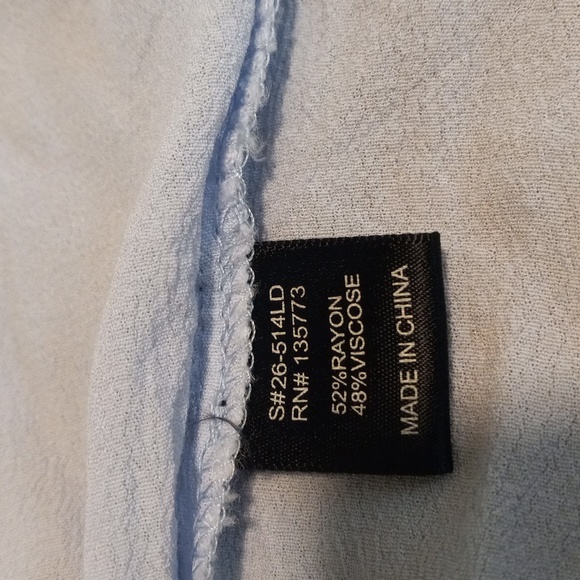 S#26-514LD
RN# 135773
52%RAYON
48%VISCOSE
MADE IN CHINA